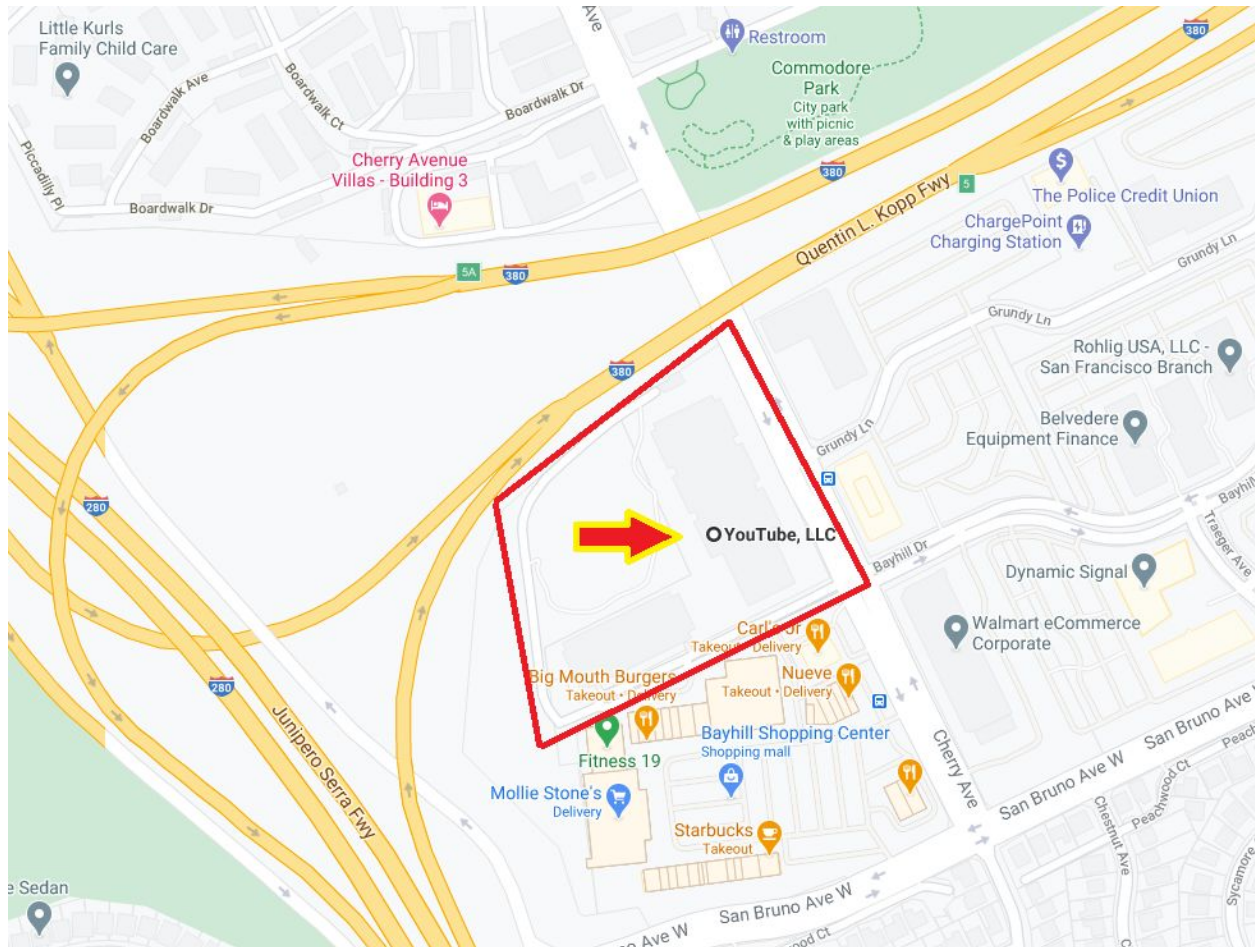 Little Kurls
Family Child Care
Ave
Restroom
380
Commodore
Park
City park
with picnic
& play areas
Boardwalk Ave
Boardwalk Ct
Boardwalk Dr
Piccadilly Pl
Cherry Avenue
Villas - Building 3
Boardwalk Dr
380
5
The Police Credit Union
ChargePoint
Charging Station
Quentin L. Kopp Fwy
Grundy Ln
5A
380
Grundy Ln
Rohlig USA, LLC -
San Francisco Branch
380
Belvedere
Equipment Finance
Grundy Ln
280
YouTube, LLC
Bayhill Dr
Traeger Ave
Dynamic Signal
Walmart eCommerce
Corporate
Carl's Jr
Takeout • Delivery
Big Mouth Burgers
Takeout • Delivery
Nueve
Takeout • Delivery
280
Junipero Serra Fwy
Bayhill Shopping Center
Shopping mall
Fitness 19
Cherry Ave
San Bruno Ave W
San Bruno Ave W
Peachwood Ct
Mollie Stone's
Delivery
Starbucks
Takeout
Chestnut Ave
Sycamore
e Sedan
San Bruno Ave W
Ave W